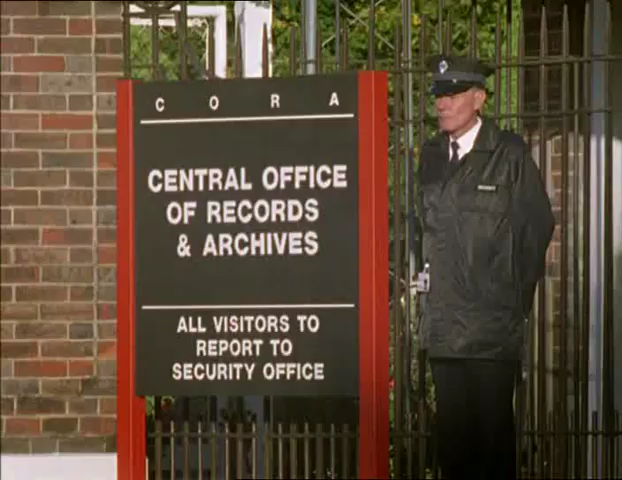 C O R A
CENTRAL OFFICE
OF RECORDS
& ARCHIVES
ALL VISITORS TO
REPORT TO
SECURITY OFFICE